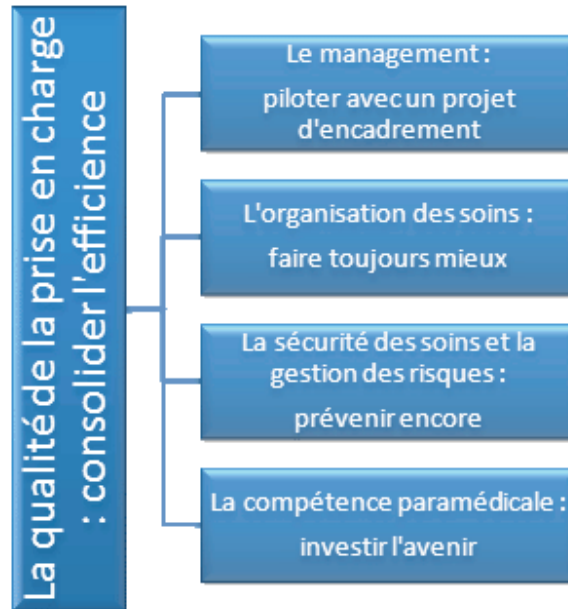 La qualité de la prise en charge
: consolider l'efficience
Le management :
piloter avec un projet
d'encadrement
L'organisation des soins :
faire toujours mieux
La sécurité des soins et la
gestion des risques :
prévenir encore
La compétence paramédicale :
investir l'avenir